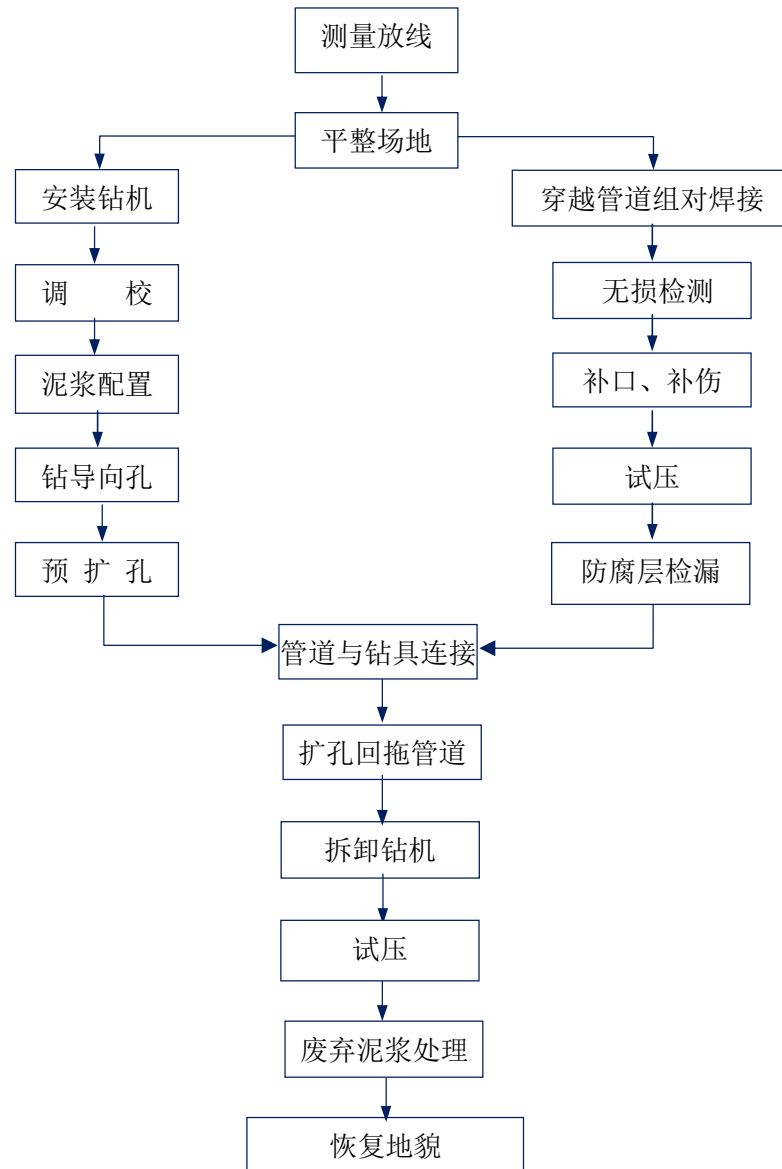 测量放线
平整场地
安装钻机
调 校
泥浆配置
钻导向孔
预 扩 孔
穿越管道组对焊接
无损检测
补口、补伤
试压
防腐层检漏
管道与钻具连接
扩孔回拖管道
拆卸钻机
试压
废弃泥浆处理
恢复地貌